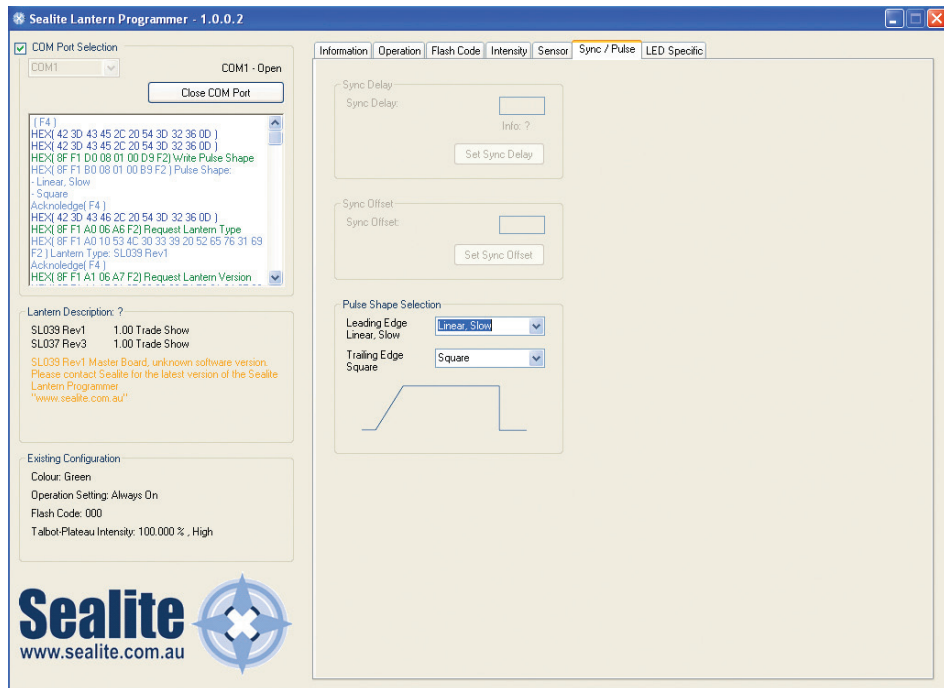 Sealite Lantern Programmer - 1.0.0.2
COM Port Selection
COM1
COM1 - Open
Close COM Port
( F4 )
HEX( 42 3D 43 45 2C 20 54 3D 32 36 0D )
HEX( 42 3D 43 45 2C 20 54 3D 32 36 0D )
HEX( 8F F1 D0 08 01 00 D9 F2) Write Pulse Shape
HEX( 8F F1 B0 08 01 00 B9 F2 ) Pulse Shape:
- Linear, Slow
- Square
Acknoledge( F4 )
HEX( 42 3D 43 46 2C 20 54 3D 32 36 0D )
HEX( 8F F1 A0 06 A6 F2) Request Lantern Type
HEX( 8F F1 A0 10 53 4C 30 33 39 20 52 65 76 31 69
F2 ) Lantern Type: SL039 Rev1
Acknoledge( F4 )
HEX( 8F F1 A1 06 A7 F2) Request Lantern Version
Lantern Description: ?
SL039 Rev1 1.00 Trade Show
SL037 Rev3 1.00 Trade Show
SL039 Rev1 Master Board, unknown software version.
Please contact Sealite for the latest version of the Sealite
Lantern Programmer
"www.sealite.com.au"
Existing Configuration
Colour: Green
Operation Setting: Always On
Flash Code: 000
Talbot-Plateau Intensity: 100.000 % , High
Sealite
www.sealite.com.au
Information Operation Flash Code Intensity Sensor Sync / Pulse LED Specific
Sync Delay
Sync Delay:
Info: ?
Set Sync Delay
Sync Offset
Sync Offset:
Set Sync Offset
Pulse Shape Selection
Leading Edge
Linear, Slow
Linear, Slow
Trailing Edge
Square
Square